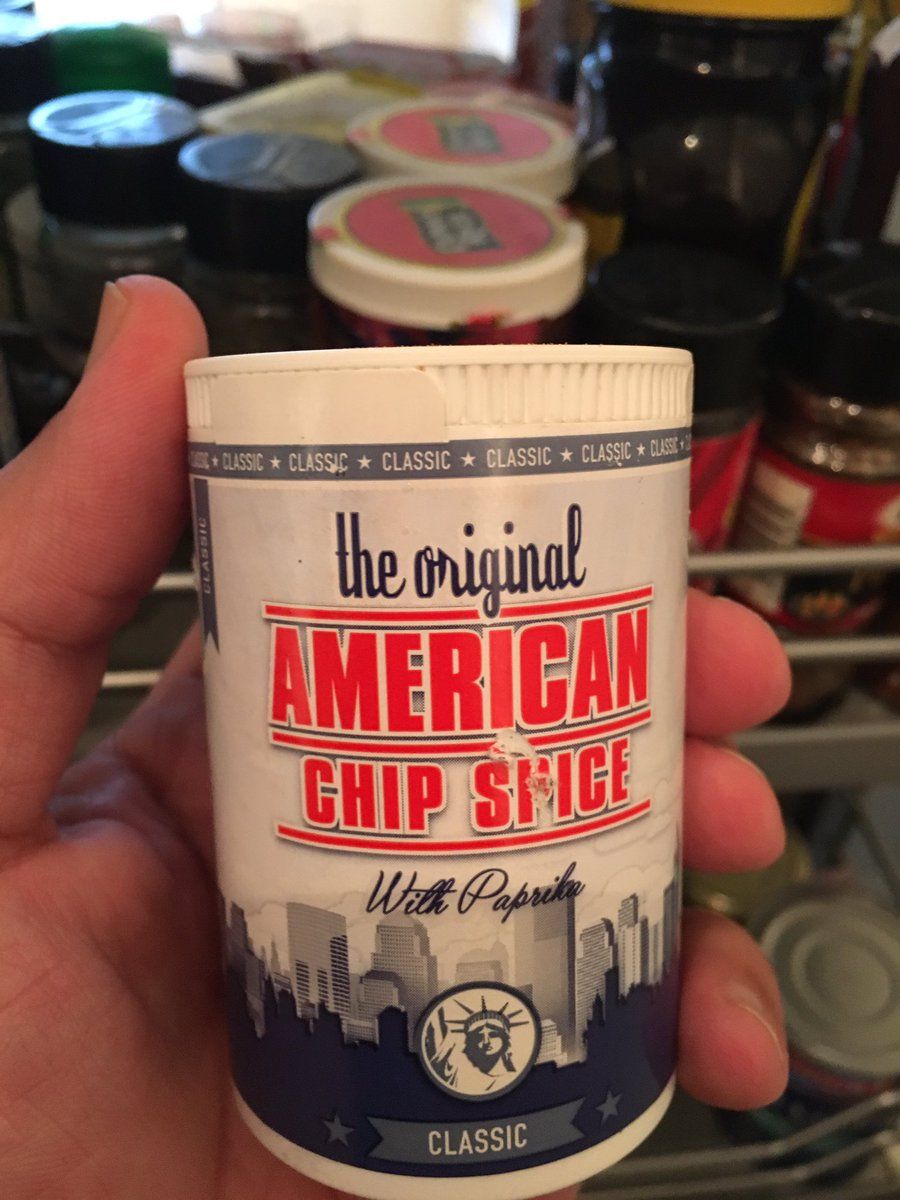 CLASSIC ★ CLASSIC ★ CLASSIC ★ CLASSIC ★ CLASSIC ★ CLASSIC
CLASSIC
the original
AMERICAN
CHIP SPICE
With Paprika
CLASSIC